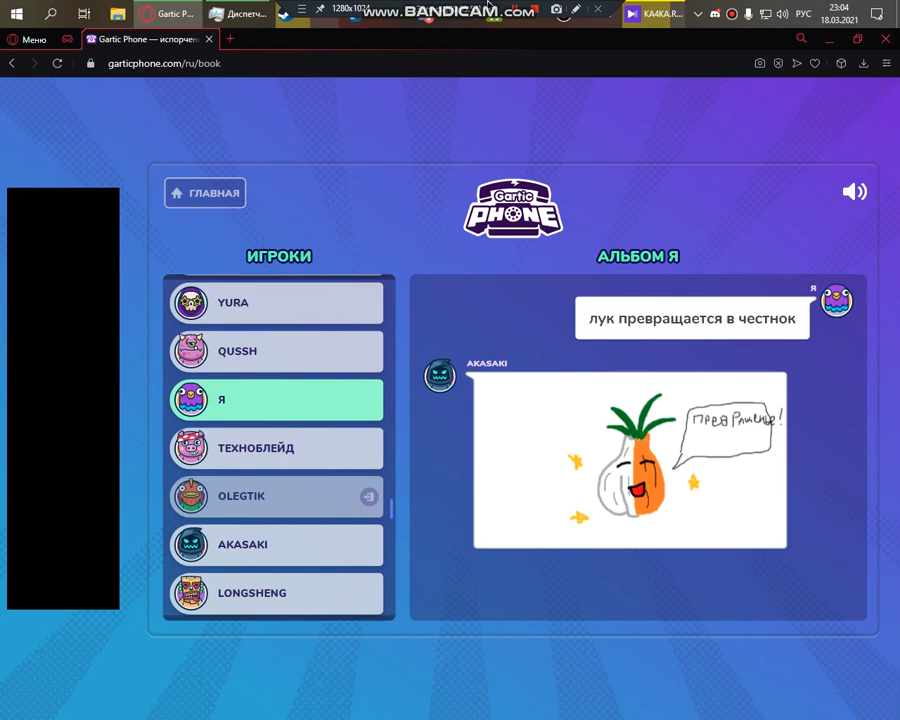 Gartic P...
Диспетч...
1280x1024
www.BANDICAM.com
KA4KA.R...
РУС
23:04
18.03.2021
Меню
Gartic Phone — испорчен
garticphone.com/ru/book
ГЛАВНАЯ
Gartic
PHONE
ИГРОКИ
YURA
QUSSH
Я
ТЕХНОБЛЕЙД
OLEGTIK
AKASAKI
LONGSHENG
АЛЬБОМ Я
Я
лук превращается в честнок
AKASAKI
ПРЕВРАЩЕНЬЕ!